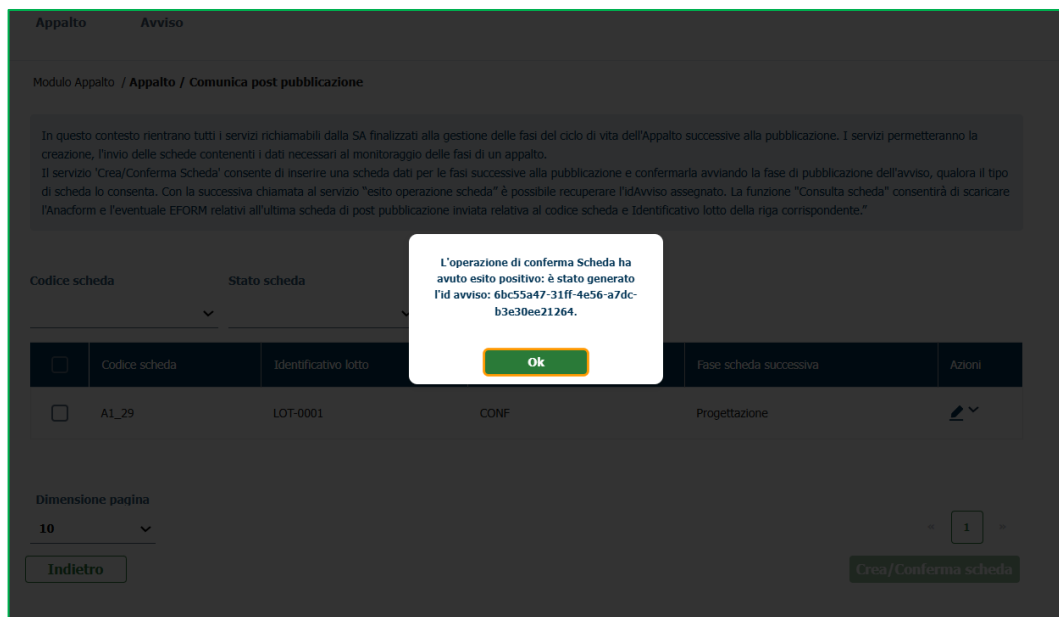 Appalto Avviso
Modulo Appalto / Appalto / Comunica post pubblicazione
In questo contesto rientrano tutti i servizi richiamabili dalla SA finalizzati alla gestione delle fasi del ciclo di vita dell'Appalto successive alla pubblicazione. I servizi permetteranno la
creazione, l'invio delle schede contenenti i dati necessari al monitoraggio delle fasi di un appalto.
Il servizio 'Crea/Conferma Scheda' consente di inserire una scheda dati per le fasi successive alla pubblicazione e confermarla avviando la fase di pubblicazione dell'avviso, qualora il tipo
di scheda lo consenta. Con la successiva chiamata al servizio "esito operazione scheda" è possibile recuperare l'idAvviso assegnato. La funzione "Consulta scheda" consentirà di scaricare
l'Anacform e l'eventuale EFORM relativi all'ultima scheda di post pubblicazione inviata relativa al codice scheda e Identificativo lotto della riga corrispondente."
L'operazione di conferma Scheda ha
avuto esito positivo: è stato generato
l'id avviso: 6bc55a47-31ff-4e56-a7dc-
b3e30ee21264.
Ok
Codice scheda Stato scheda
Codice scheda Identificativo lotto Fase scheda successiva Azioni
A1_29 LOT-0001 CONF Progettazione
Dimensione pagina
10 1
Indietro Crea/Conferma scheda